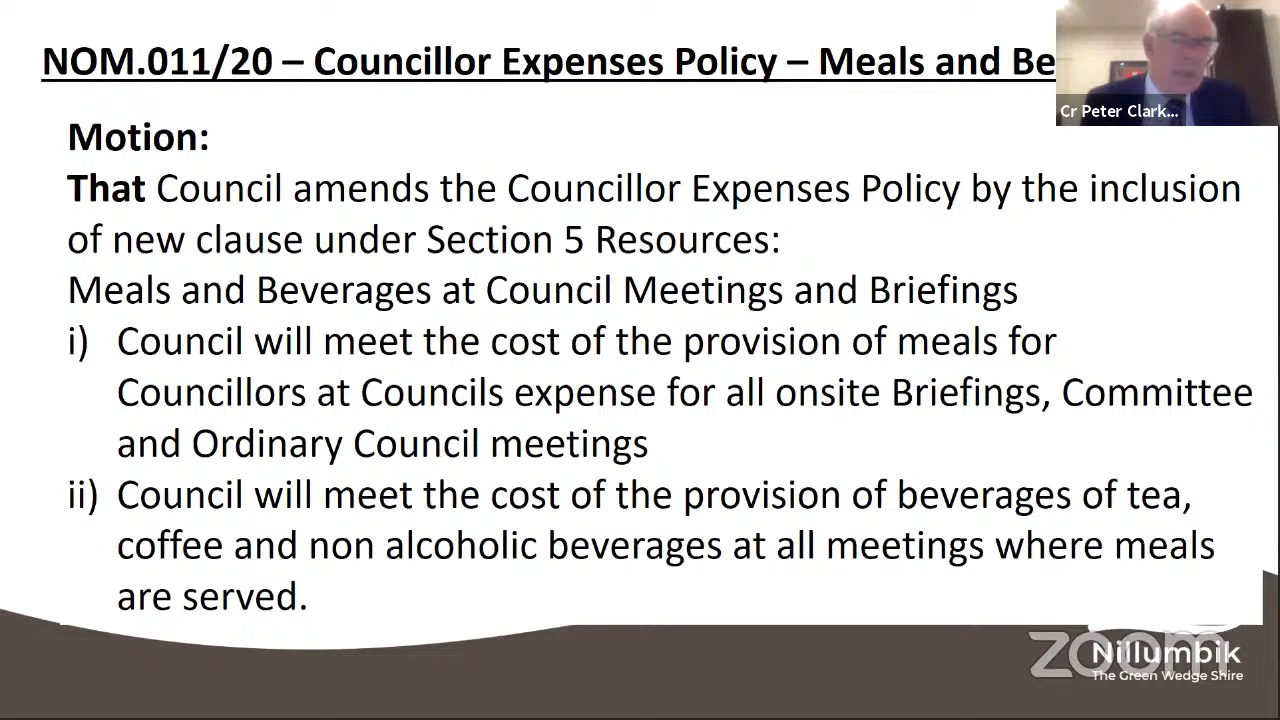 NOM.011/20 – Councillor Expenses Policy – Meals and Be
Cr Peter Clark...
Motion:
That Council amends the Councillor Expenses Policy by the inclusion
of new clause under Section 5 Resources:
Meals and Beverages at Council Meetings and Briefings
i) Council will meet the cost of the provision of meals for
Councillors at Councils expense for all onsite Briefings, Committee
and Ordinary Council meetings
ii) Council will meet the cost of the provision of beverages of tea,
coffee and non alcoholic beverages at all meetings where meals
are served.
zoom
Nillumbik
The Green Wedge Shire